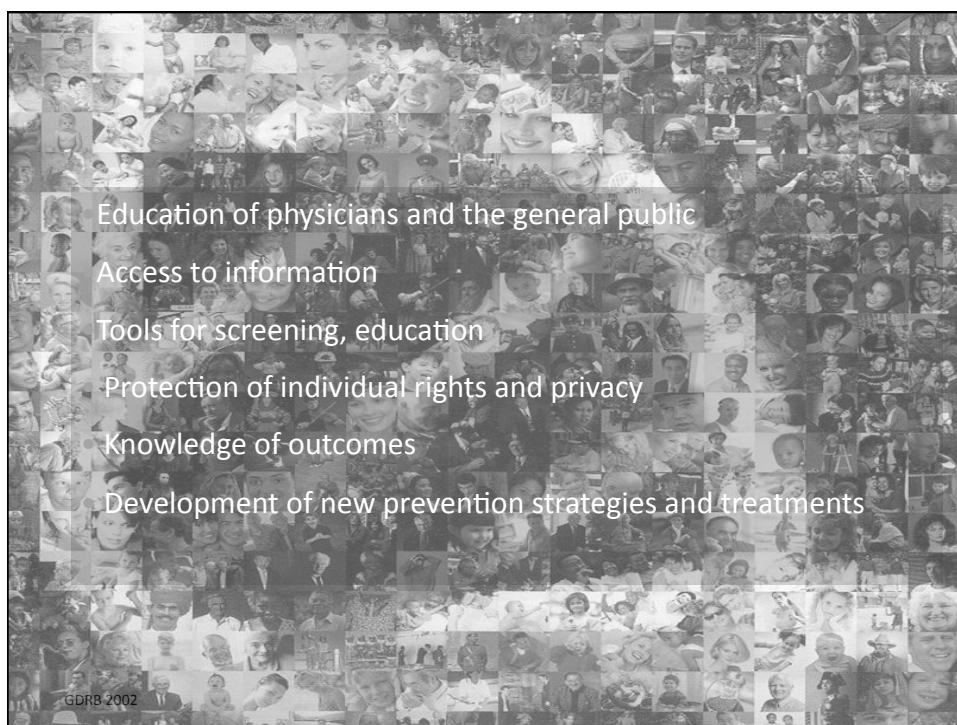 Education of physicians and the general public
Access to information
Tools for screening, education
Protection of individual rights and privacy
Knowledge of outcomes
Development of new prevention strategies and treatments
GDRB 2002